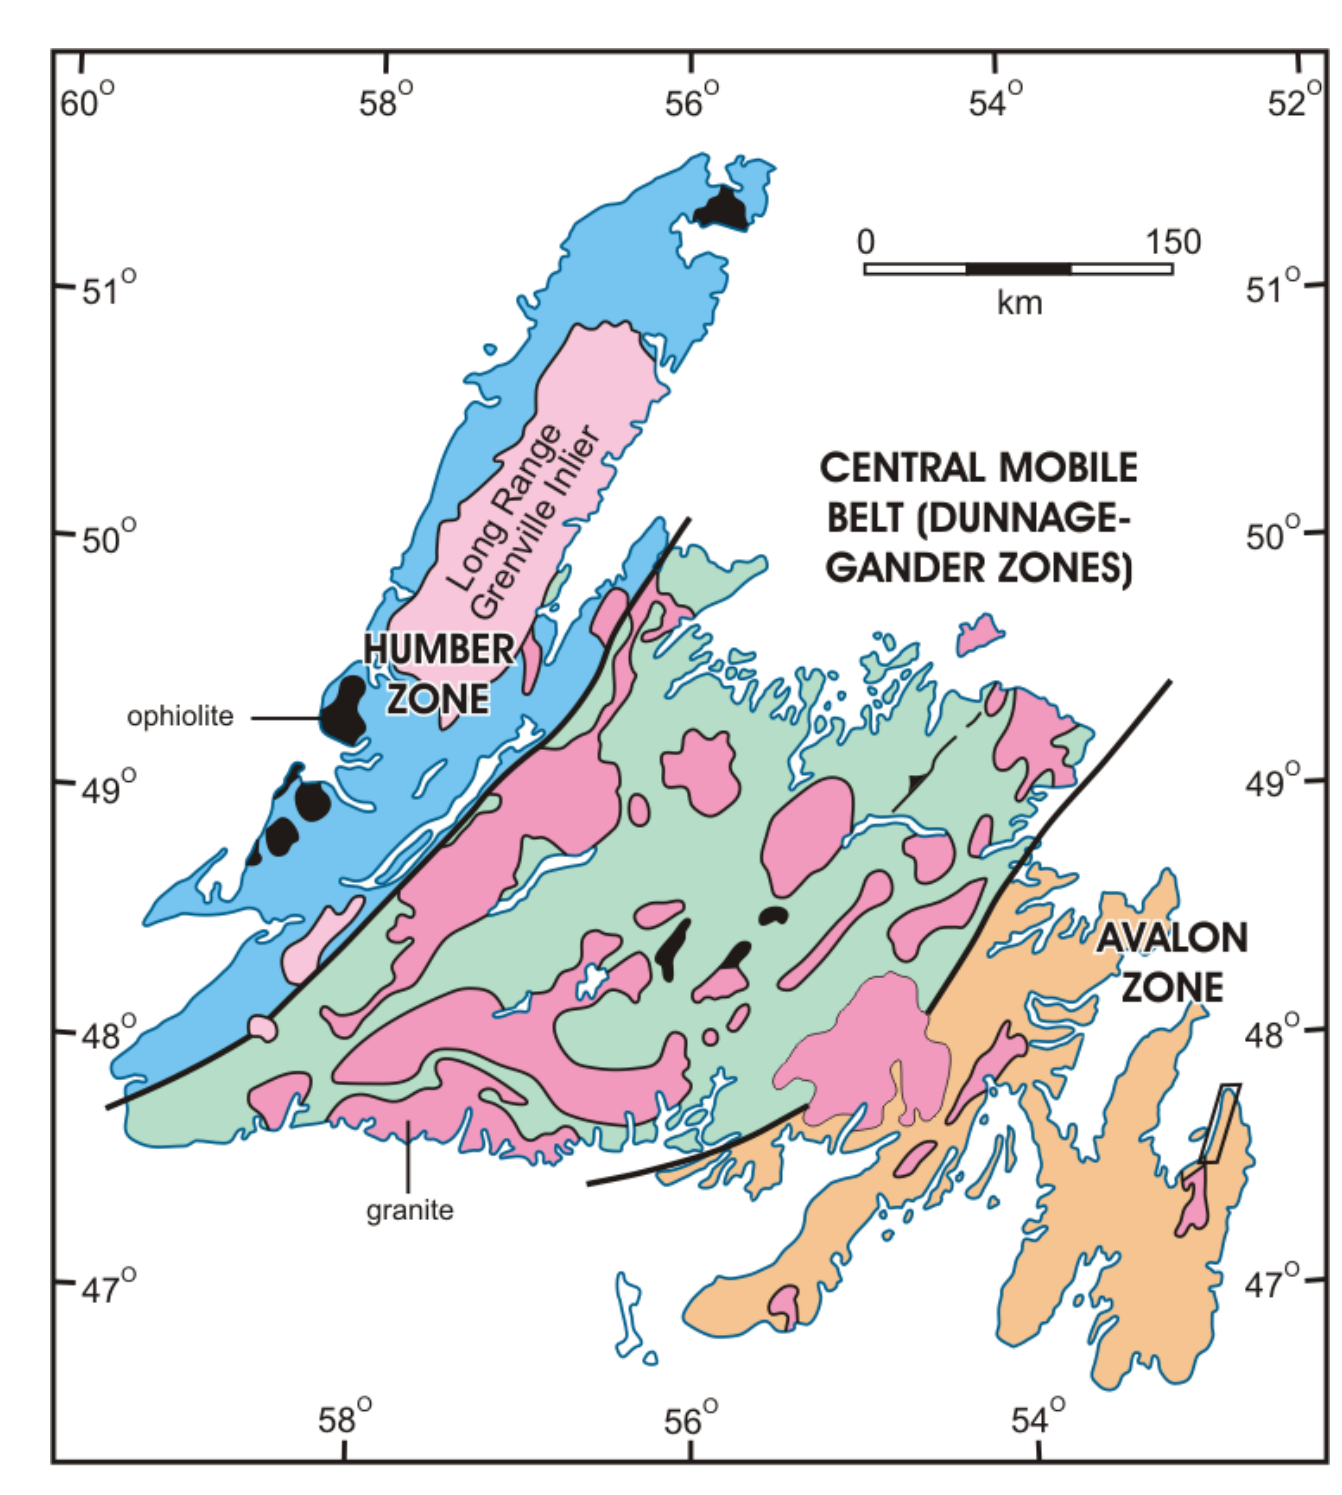 60° 58° 56° 54° 52°
0 150
km
51° 51°
Long Range
Grenville Inlier
CENTRAL MOBILE
BELT (DUNNAGE-
GANDER ZONES)
50° 50°
HUMBER
ZONE
ophiolite
49° 49°
AVALON
ZONE
48° 48°
granite
47° 47°
58° 56° 54°